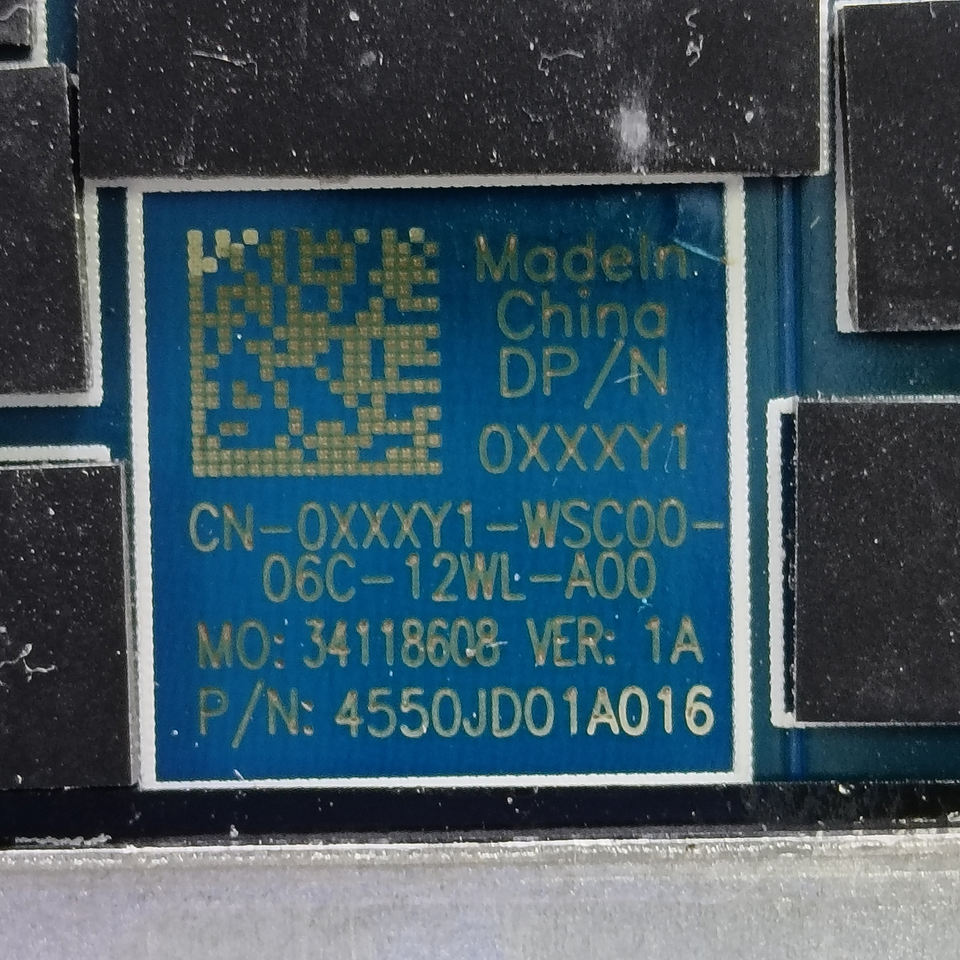 MadeIn
China
DP/N
0XXXY1
CN-0XXXY1-WSC00-
06C-12WL-A00
MO: 34118608 VER: 1A
P/N: 4550JD01A016